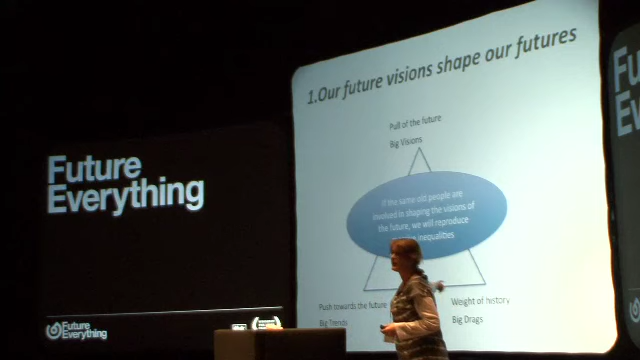 Future
Everything
Future
Everything
1.Our future visions shape our futures
Pull of the future
Big Visions
If the same old people are
involved in shaping the visions of
the future, we will reproduce
inequalities
Push towards the future
Big Trends
Weight of history
Big Drags
Fu
Ev